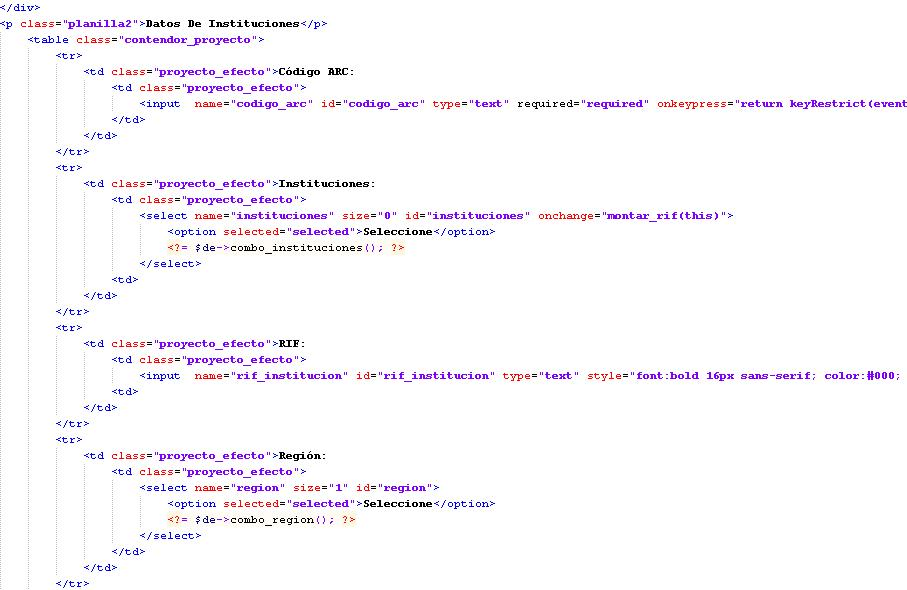 </div>
<p class="planilla2">Datos De Instituciones</p>
<table class="contendor_proyecto">
<tr>
<td class="proyecto_efecto">Código ARC:
<td class="proyecto_efecto">
<input name="codigo_arc" id="codigo_arc" type="text" required="required" onkeypress="return keyRestrict(event
</td>
</td>
</tr>
<tr>
<td class="proyecto_efecto">Instituciones:
<td class="proyecto_efecto">
<select name="instituciones" size="0" id="instituciones" onchange="montar_rif(this)">
<option selected="selected">Seleccione</option>
<?= $de->combo_instituciones(); ?>
</select>
<td>
</td>
</tr>
<tr>
<td class="proyecto_efecto">RIF:
<td class="proyecto_efecto">
<input name="rif_institucion" id="rif_institucion" type="text" style="font:bold 16px sans-serif; color:#000;
<td>
</td>
</tr>
<tr>
<td class="proyecto_efecto">Región:
<td class="proyecto_efecto">
<select name="region" size="1" id="region">
<option selected="selected">Seleccione</option>
<?= $de->combo_region(); ?>
</select>
</td>
</td>
</tr>